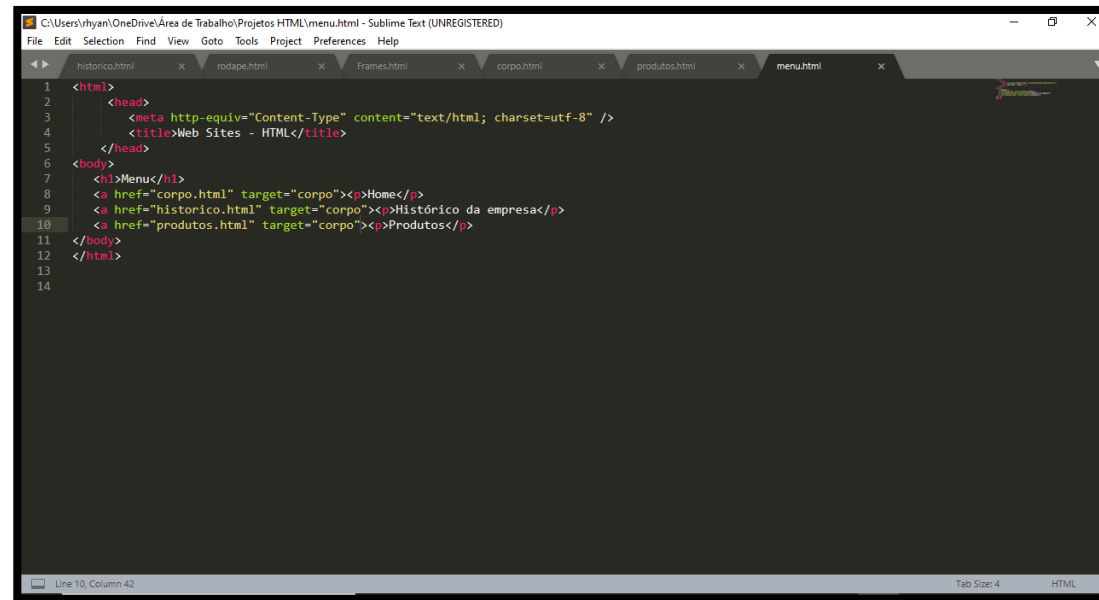 C:\Users\rhyan\OneDrive\Área de Trabalho\Projetos HTML\menu.html - Sublime Text (UNREGISTERED)
File Edit Selection Find View Goto Tools Project Preferences Help
historico.html rodape.html Frames.html corpo.html produtos.html menu.html
1 <html>
2 <head>
3 <meta http-equiv="Content-Type" content="text/html; charset=utf-8" />
4 <title>Web Sites - HTML</title>
5 </head>
6 <body>
7 <h1>Menu</h1>
8 <a href="corpo.html" target="corpo"><p>Home</p>
9 <a href="historico.html" target="corpo"><p>Histórico da empresa</p>
10 <a href="produtos.html" target="corpo"><p>Produtos</p>
11 </body>
12 </html>
13
14
Line 10, Column 42 Tab Size: 4 HTML